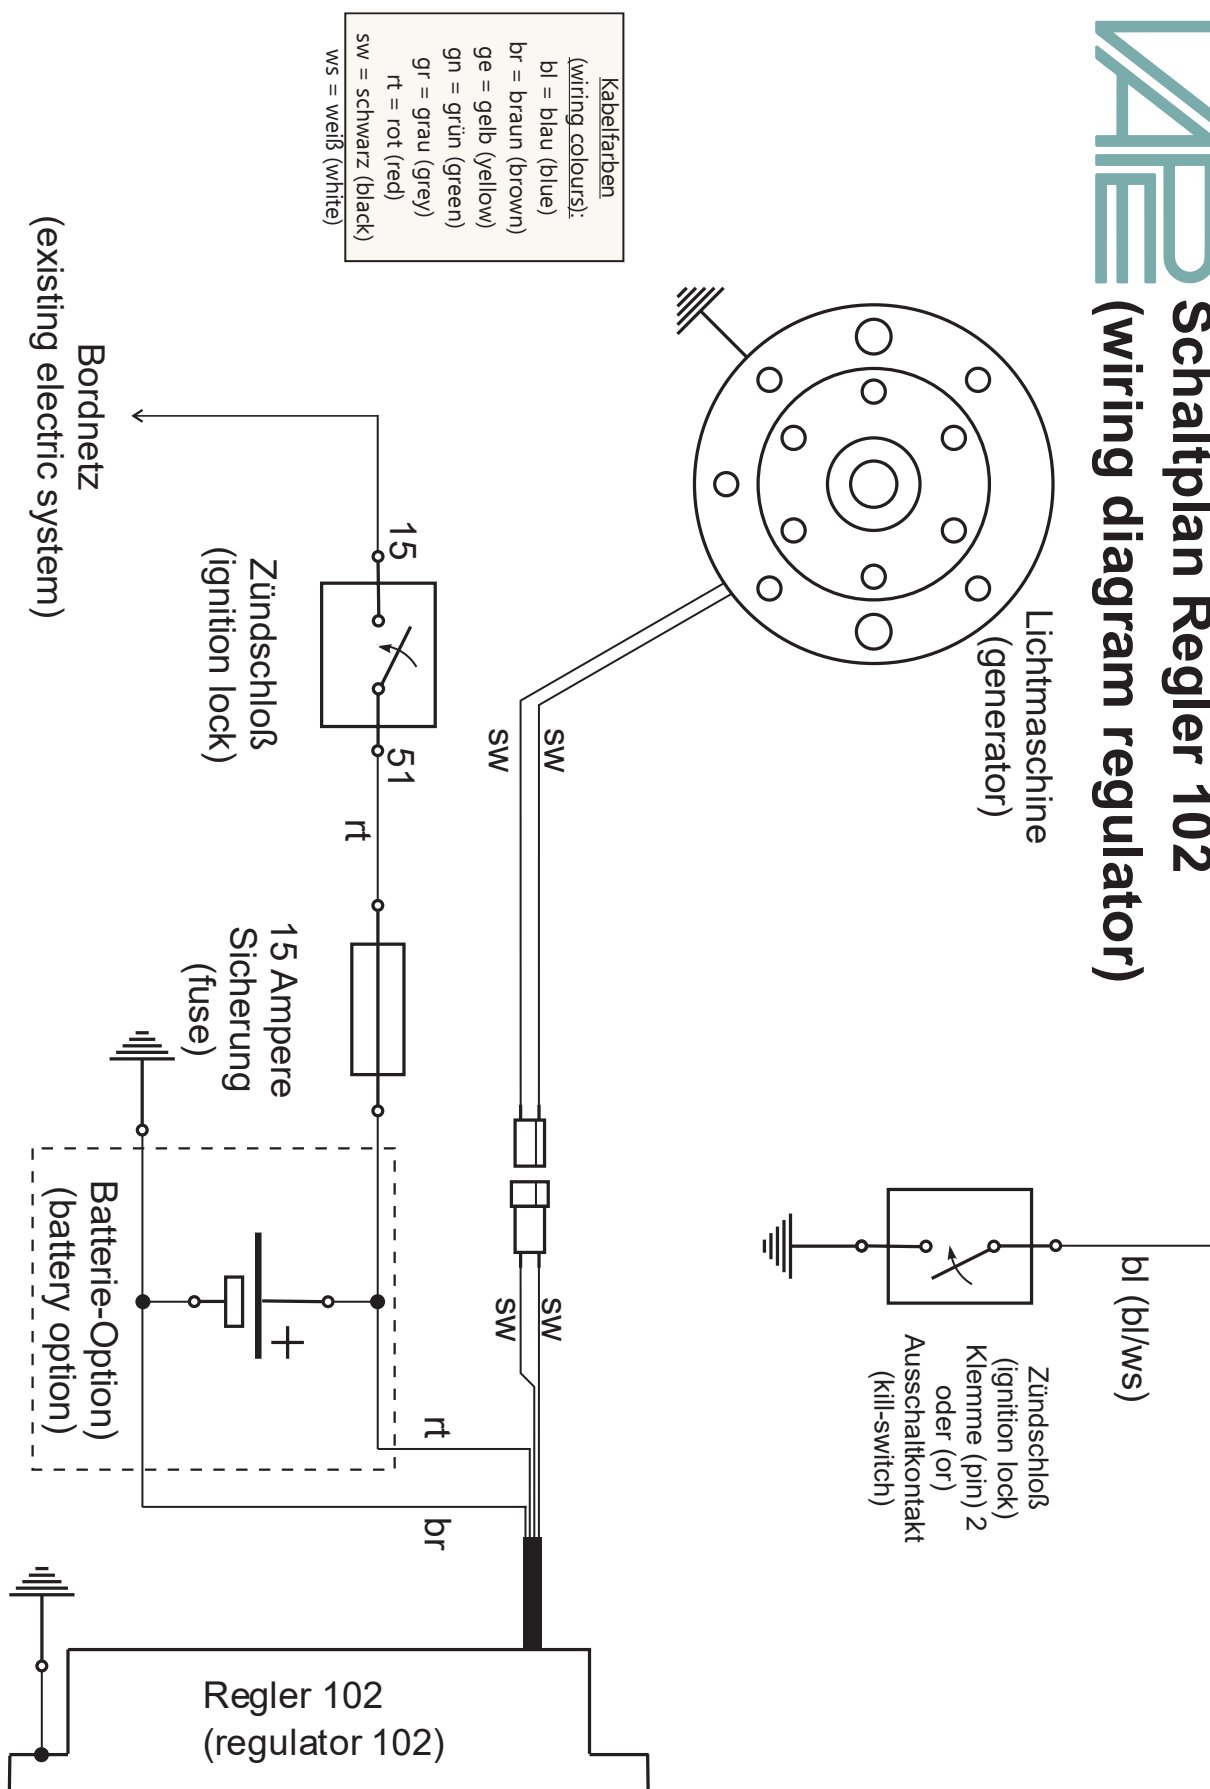 VAPE
Schaltplan Regler 102
(wiring diagram regulator)
Kabelfarben
(wiring colours):
bl = blau (blue)
br = braun (brown)
ge = gelb (yellow)
gn = grün (green)
gr = grau (grey)
rt = rot (red)
sw = schwarz (black)
ws = weiß (white)
Lichtmaschine
(generator)
sw
sw
Bordnetz
(existing electric system)
15
Zündschloß
(ignition lock)
51
rt
15 Ampere
Sicherung
(fuse)
bl (bl/ws)
Zündschloß
(ignition lock)
Klemme (pin) 2
oder (or)
Ausschaltkontakt
(kill-switch)
sw
sw
+
Batterie-Option)
(battery option)
rt
br
Regler 102
(regulator 102)